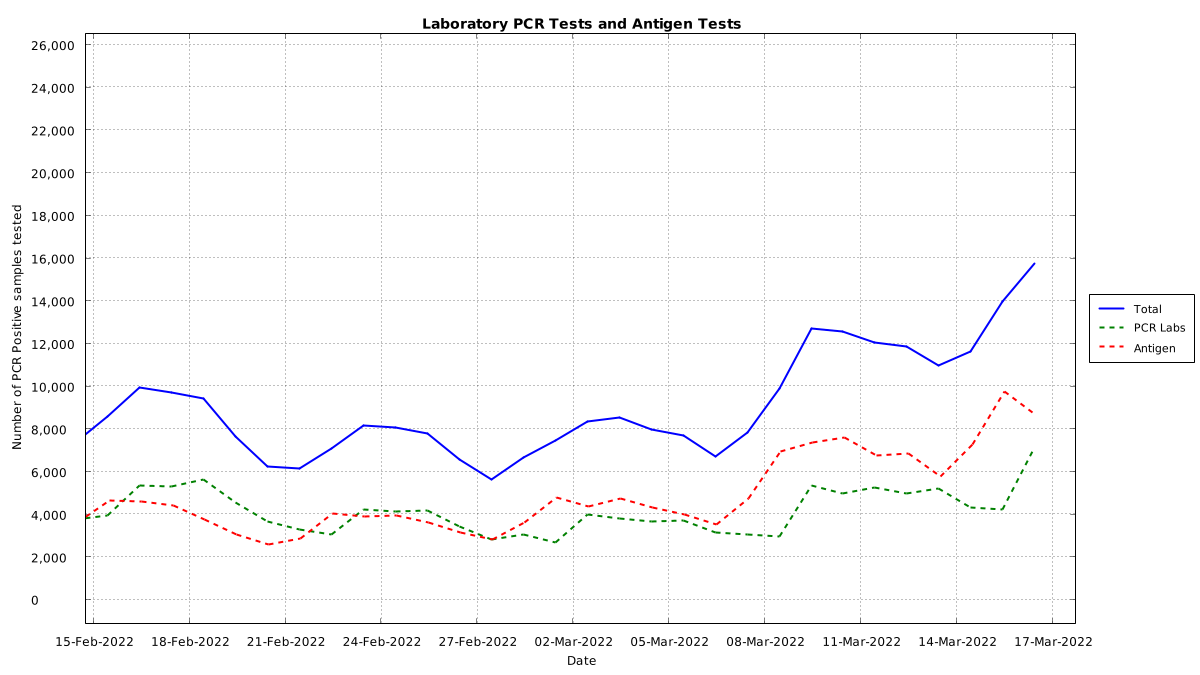 Laboratory PCR Tests and Antigen Tests
Number of PCR Positive samples tested
26,000
24,000
22,000
20,000
18,000
16,000
14,000
12,000
10,000
8,000
6,000
4,000
2,000
0
15-Feb-2022 18-Feb-2022 21-Feb-2022 24-Feb-2022 27-Feb-2022 02-Mar-2022 05-Mar-2022 08-Mar-2022 11-Mar-2022 14-Mar-2022 17-Mar-2022
Date
Total
PCR Labs
Antigen